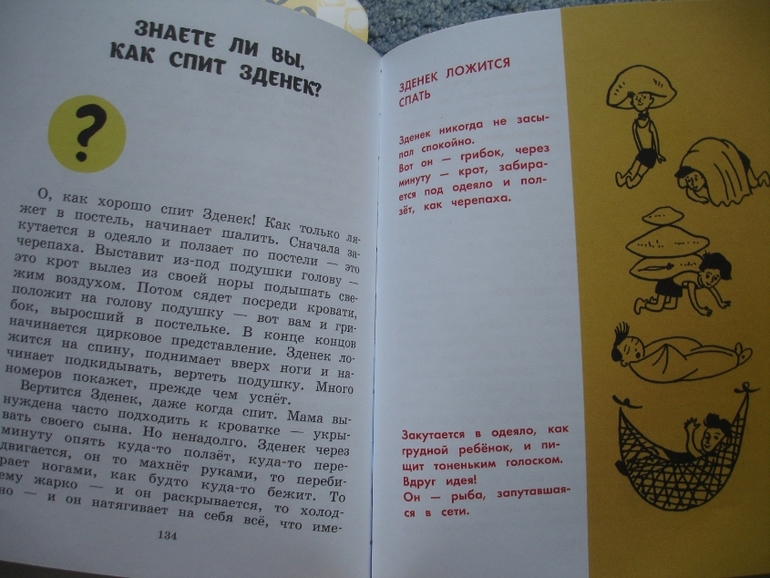 ЗНАЕТЕ ЛИ ВЫ,
КАК СПИТ ЗДЕНЕК?
?
О, как хорошо спит Зденек! Как только ля-
жет в постель, начинает шалить. Сначала за-
кутается в одеяло и ползает по постели — это
черепаха. Выставит из-под подушки голову —
это крот вылез из своей норы подышать све-
жим воздухом. Потом сядет посреди кровати,
положит на голову подушку — вот вам и гри-
бок, выросший в постельке. В конце концов
начинается цирковое представление. Зденек ло-
жится на спину, поднимает вверх ноги и на-
чинает подкидывать, вертеть подушку. Много
номеров покажет, прежде чем уснёт.
Вертится Зденек, даже когда спит. Мама вы-
нуждена часто подходить к кроватке — укры-
вать своего сына. Но ненадолго. Зденек через
минуту опять куда-то ползёт, куда-то пере-
двигается, он то махнёт руками, то переби-
рает ногами, как будто куда-то бежит. То
ему жарко — и он раскрывается, то холод-
но — и он натягивает на себя всё, что име-
134
ЗДЕНЕК ЛОЖИТСЯ
СПАТЬ
Зденек никогда не засы-
пал спокойно.
Вот он — грибок, через
минуту — крот, забира-
ется под одеяло и пол-
зёт, как черепаха.
Закутается в одеяло, как
грудной ребёнок, и пи-
щит тоненьким голоском.
Вдруг идея!
Он — рыба, запутавшая-
ся в сети.